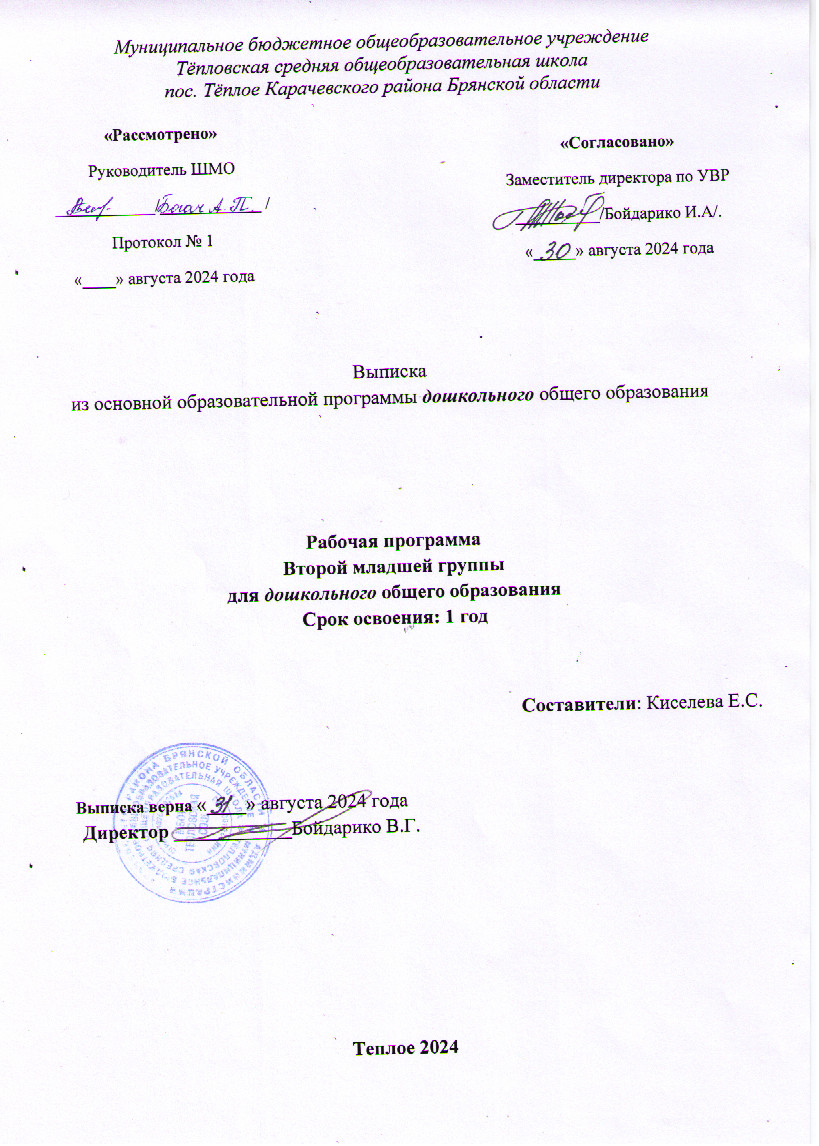 Муниципальное бюджетное общеобразовательное учреждение
Тёпловская средняя общеобразовательная школа
пос. Тёплое Карачевского района Брянской области
«Рассмотрено»
Руководитель ШМО
А.П. /
Протокол № 1
«____» августа 2024 года
«Согласовано»
Заместитель директора по УВР
/Бойдарико И.А/.
«_30_» августа 2024 года
Выписка
из основной образовательной программы дошкольного общего образования
Рабочая программа
Второй младшей группы
для дошкольного общего образования
Срок освоения: 1 год
Составители: Киселева Е.С.
Выписка верна «_31_» августа 2024 года
Директор ____________Бойдарико В.Г.
Теплое 2024